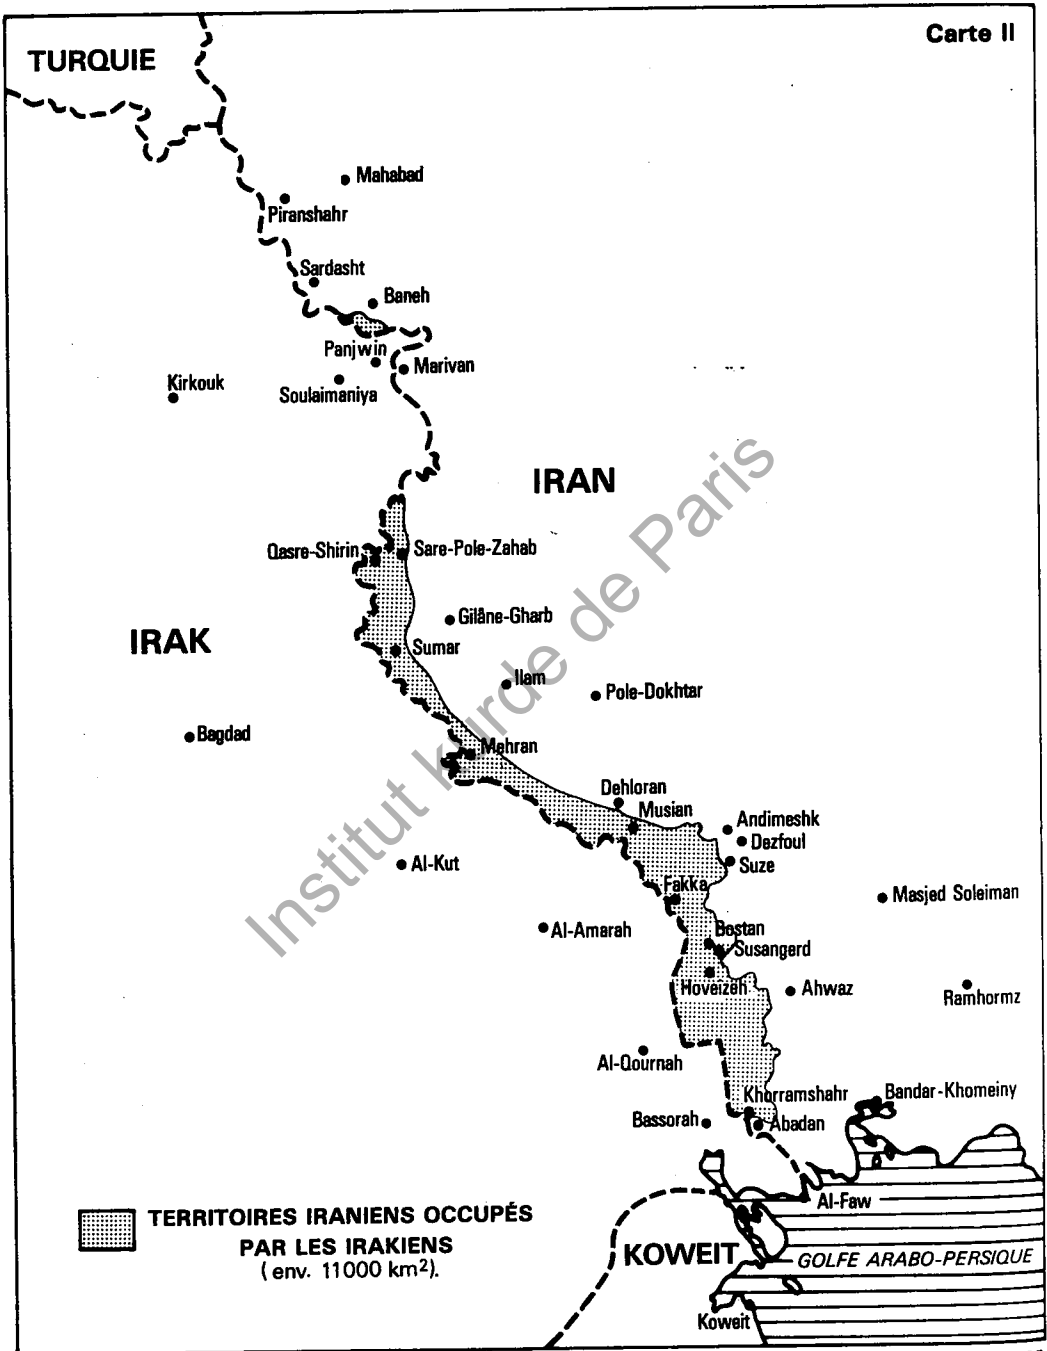 Carte II
TURQUIE
Mahabad
Piranshahr
Sardasht
Baneh
Panjwin
Marivan
Kirkouk
Soulaimaniya
IRAN
Qasre-Shirin
Sare-Pole-Zahab
Gilâne-Gharb
IRAK
Sumar
Ilam
Pole-Dokhtar
Bagdad
Mehran
Dehloran
Musian
Andimeshk
Dezfoul
Suze
Al-Kut
Fakka
Masjed Soleiman
Al-Amarah
Bostan
Susangerd
Hoveizeh
Ahwaz
Ramhormz
Al-Qournah
Khorramshahr
Bandar-Khomeiny
Bassorah
Abadan
Al-Faw
TERRITOIRES IRANIENS OCCUPÉS
PAR LES IRAKIENS
(env. 11000 km²).
KOWEIT
GOLFE ARABO-PERSIQUE
Koweit
Institut kurde de Paris